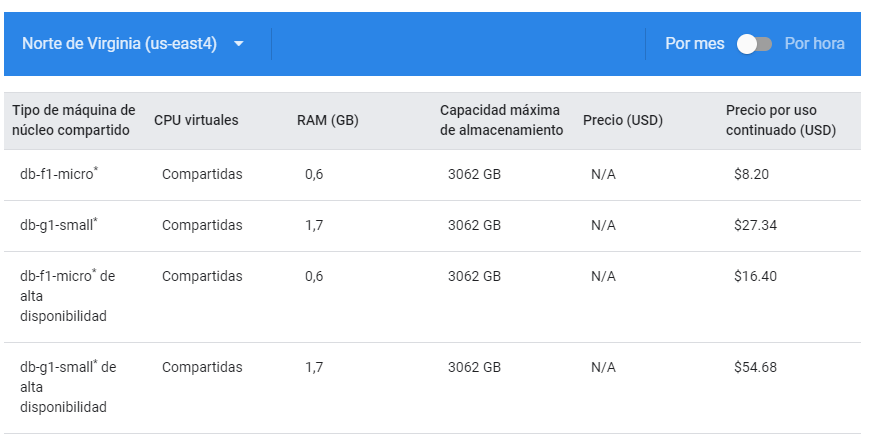 Norte de Virginia (us-east4)
Por mes
Por hora
Tipo de máquina de
núcleo compartido
CPU virtuales
RAM (GB)
Capacidad máxima
de almacenamiento
Precio (USD)
Precio por uso
continuado (USD)
db-f1-micro*
Compartidas
0,6
3062 GB
N/A
$8.20
db-g1-small*
Compartidas
1,7
3062 GB
N/A
$27.34
db-f1-micro* de
alta
disponibilidad
Compartidas
0,6
3062 GB
N/A
$16.40
db-g1-small* de
alta
disponibilidad
Compartidas
1,7
3062 GB
N/A
$54.68